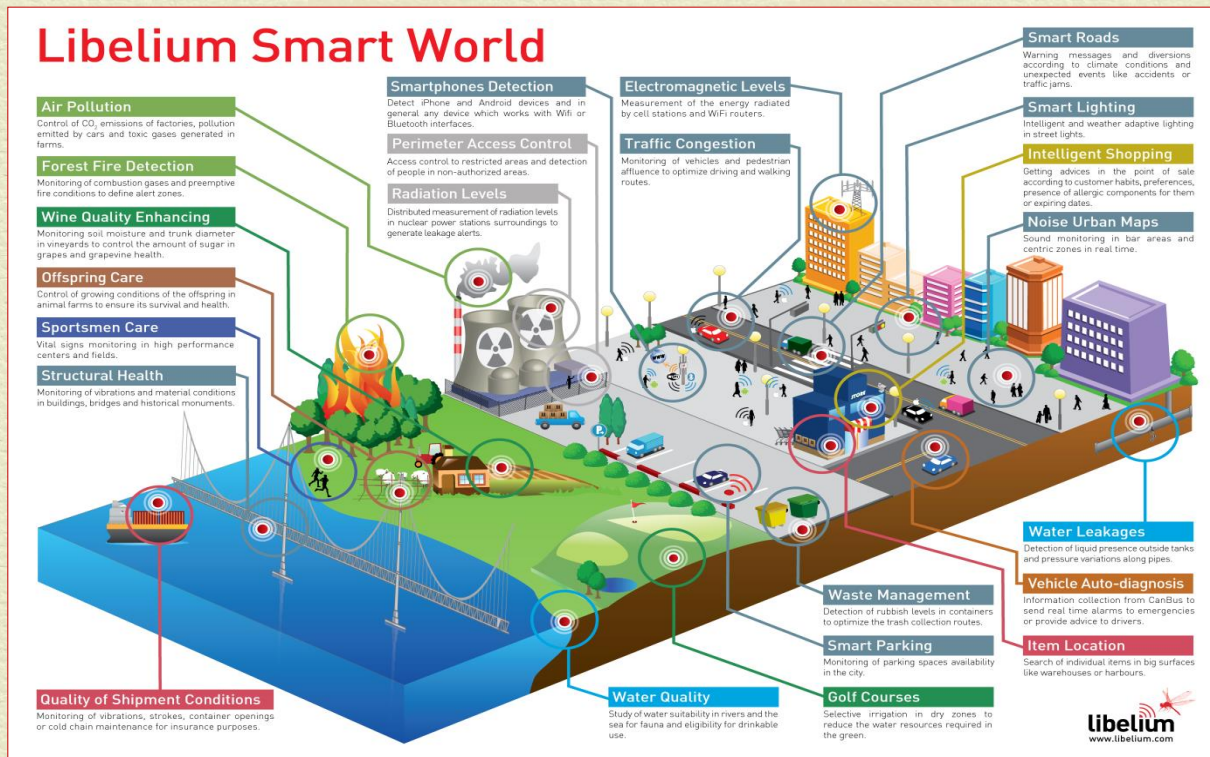 Libelium Smart World
Air Pollution
Control of CO₂ emissions of factories, pollution
emitted by cars and toxic gases generated in
farms.
Forest Fire Detection
Monitoring of combustion gases and preemptive
fire conditions to define alert zones.
Wine Quality Enhancing
Monitoring soil moisture and trunk diameter
in vineyards to control the amount of sugar in
grapes and grapevine health.
Offspring Care
Control of growing conditions of the offspring in
animal farms to ensure its survival and health.
Sportsmen Care
Vital signs monitoring in high performance
centers and fields.
Structural Health
Monitoring of vibrations and material conditions
in buildings, bridges and historical monuments.
Quality of Shipment Conditions
Monitoring of vibrations, strokes, container openings
or cold chain maintenance for insurance purposes.
Smartphones Detection
Detect iPhone and Android devices and in
general any device which works with Wifi or
Bluetooth interfaces.
Perimeter Access Control
Access control to restricted areas and detection
of people in non-authorized areas.
Radiation Levels
Distributed measurement of radiation levels
in nuclear power stations surroundings to
generate leakage alerts.
Electromagnetic Levels
Measurement of the energy radiated
by cell stations and WiFi routers.
Traffic Congestion
Monitoring of vehicles and pedestrian
affluence to optimize driving and walking
routes.
Smart Roads
Warning messages and diversions
according to climate conditions and
unexpected events like accidents or
traffic jams.
Smart Lighting
Intelligent and weather adaptive lighting
in street lights.
Intelligent Shopping
Getting advices in the point of sale
according to customer habits, preferences,
presence of allergic components for them
or expiring dates.
Noise Urban Maps
Sound monitoring in bar areas and
centric zones in real time.
STORE
P
Water Leakages
Detection of liquid presence outside tanks
and pressure variations along pipes.
Vehicle Auto-diagnosis
Information collection from CanBus to
send real time alarms to emergencies
or provide advice to drivers.
Item Location
Search of individual items in big surfaces
like warehouses or harbours.
Waste Management
Detection of rubbish levels in containers
to optimize the trash collection routes.
Smart Parking
Monitoring of parking spaces availability
in the city.
Golf Courses
Selective irrigation in dry zones to
reduce the water resources required in
the green.
Water Quality
Study of water suitability in rivers and the
sea for fauna and eligibility for drinkable
use.
libelium
www.libelium.com